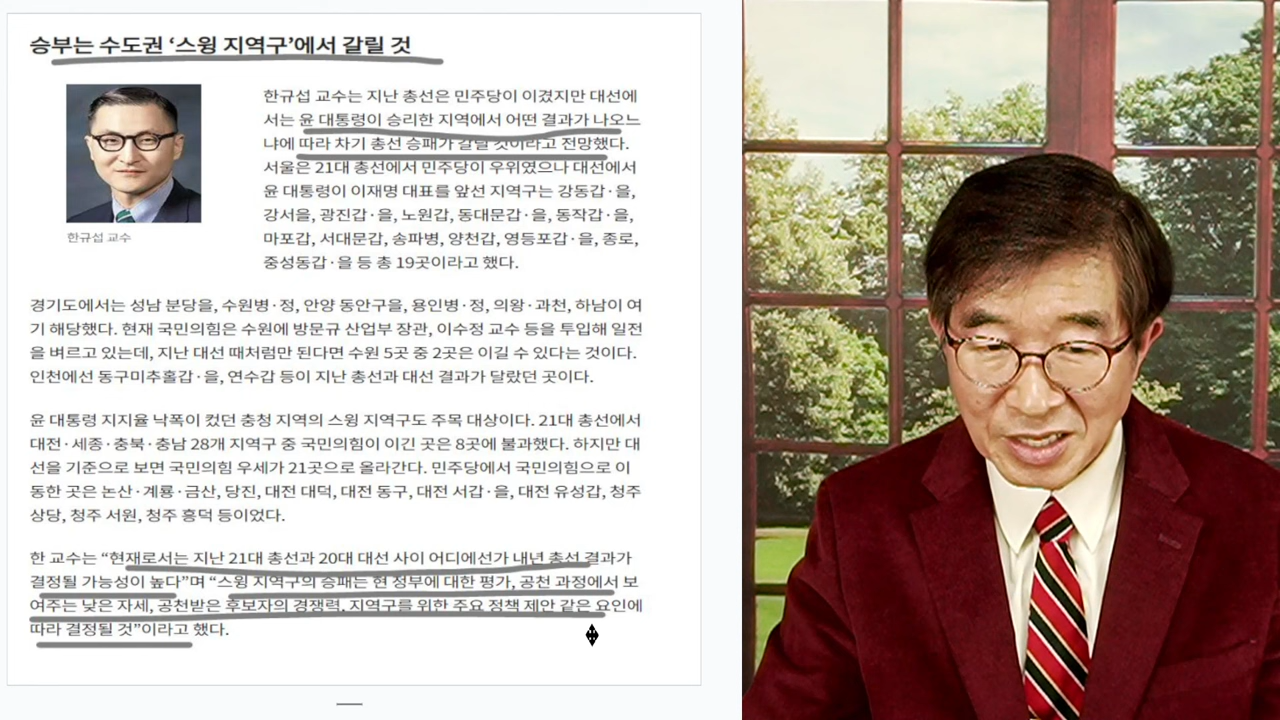 승부는 수도권 ‘스윙 지역구’에서 갈릴 것
한규섭 교수는 지난 총선은 민주당이 이겼지만 대선에
서는 윤 대통령이 승리한 지역에서 어떤 결과가 나오느
냐에 따라 차기 총선 승패가 갈릴 것이라고 전망했다.
서울은 21대 총선에서 민주당이 우위였으나 대선에서
윤 대통령이 이재명 대표를 앞선 지역구는 강동갑·을,
강서을, 광진갑·을, 노원갑, 동대문갑·을, 동작갑·을,
마포갑, 서대문갑, 송파병, 양천갑, 영등포갑·을, 종로,
중성동갑·을 등 총 19곳이라고 했다.
한규섭 교수
경기도에서는 성남 분당을, 수원병·정, 안양 동안구을, 용인병·정, 의왕·과천, 하남이 여
기 해당했다. 현재 국민의힘은 수원에 방문규 산업부 장관, 이수정 교수 등을 투입해 일전
을 벼르고 있는데, 지난 대선 때처럼만 된다면 수원 5곳 중 2곳은 이길 수 있다는 것이다.
인천에선 동구미추홀갑·을, 연수갑 등이 지난 총선과 대선 결과가 달랐던 곳이다.
윤 대통령 지지율 낙폭이 컸던 충청 지역의 스윙 지역구도 주목 대상이다. 21대 총선에서
대전·세종·충북·충남 28개 지역구 중 국민의힘이 이긴 곳은 8곳에 불과했다. 하지만 대
선을 기준으로 보면 국민의힘 우세가 21곳으로 올라간다. 민주당에서 국민의힘으로 이
동한 곳은 논산·계룡·금산, 당진, 대전 대덕, 대전 동구, 대전 서갑·을, 대전 유성갑, 청주
상당, 청주 서원, 청주 흥덕 등이었다.
한 교수는 “현재로서는 지난 21대 총선과 20대 대선 사이 어디에선가 내년 총선 결과가
결정될 가능성이 높다”며 “스윙 지역구의 승패는 현 정부에 대한 평가, 공천 과정에서 보
여주는 낮은 자세, 공천받은 후보자의 경쟁력, 지역구를 위한 주요 정책 제안 같은 요인에
따라 결정될 것”이라고 했다.